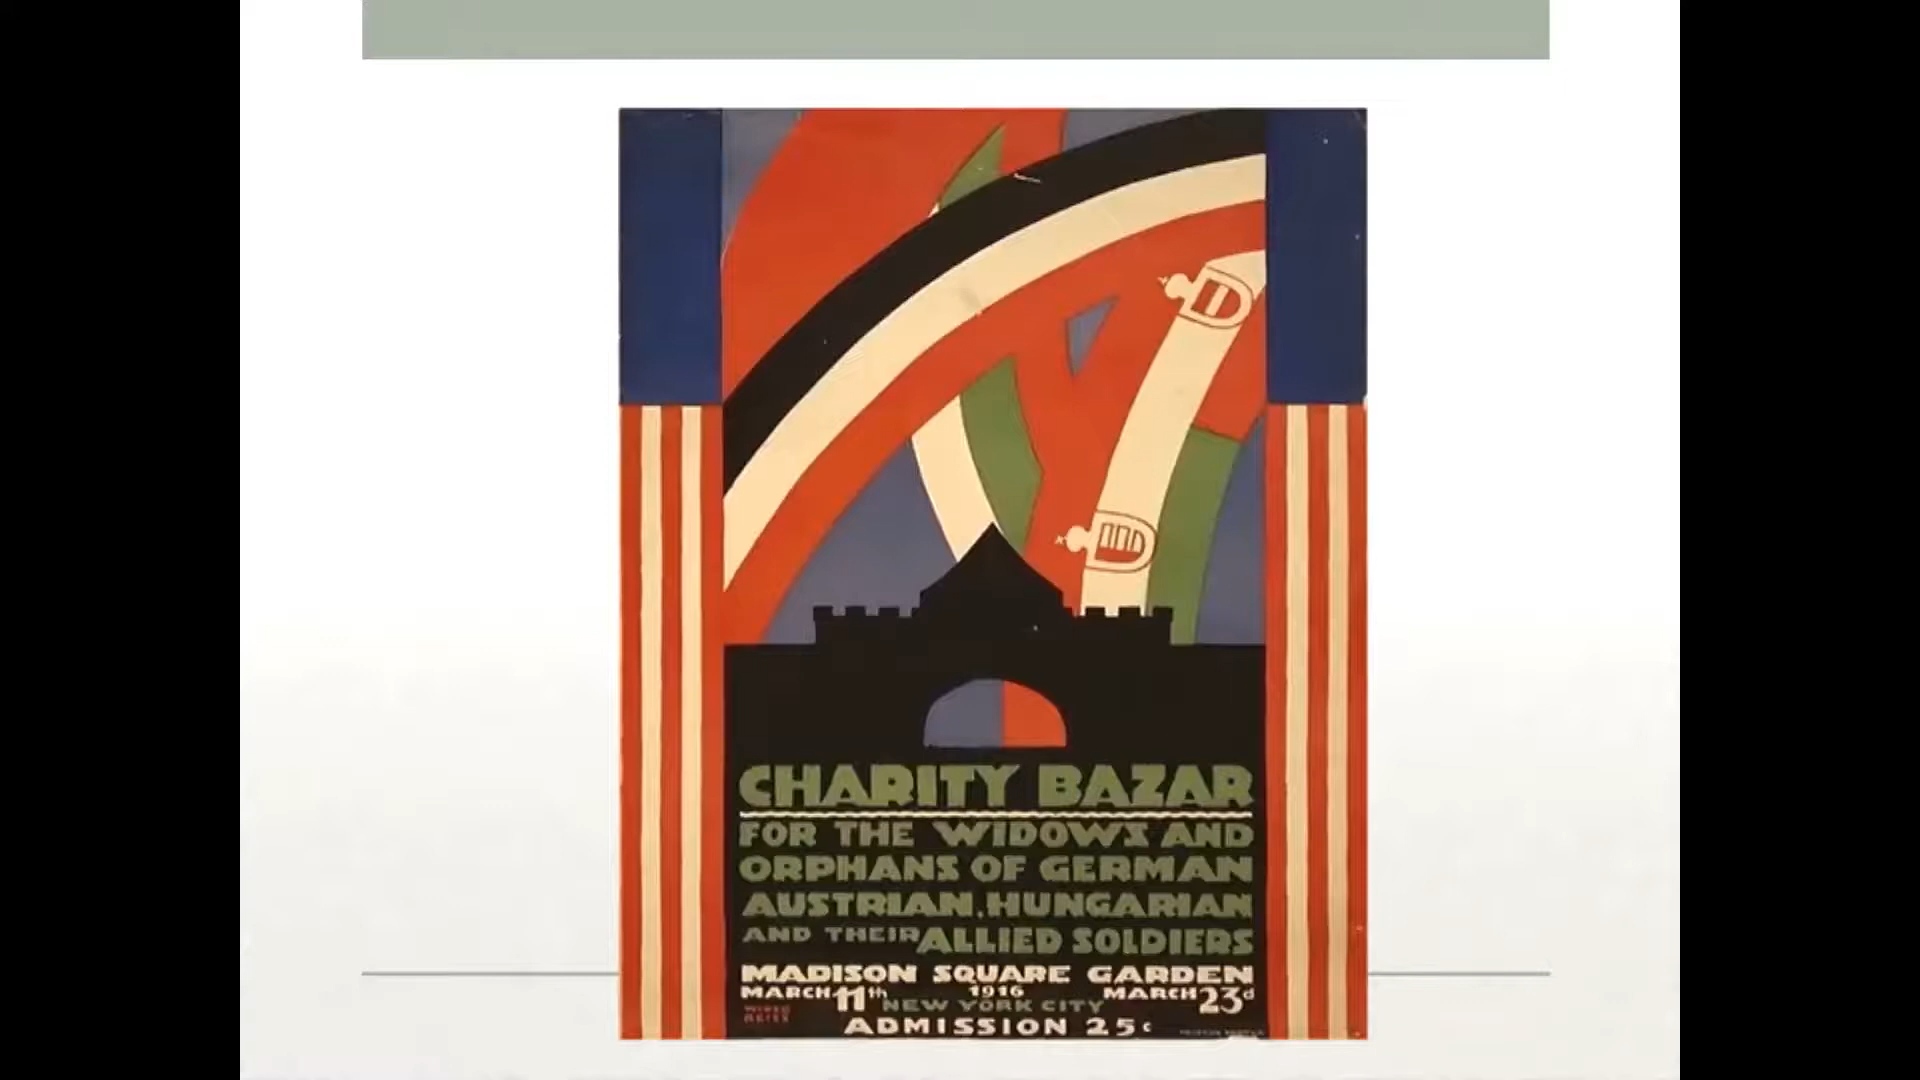 CHARITY BAZAR
FOR THE WIDOWS AND
ORPHANS OF GERMAN
AUSTRIAN, HUNGARIAN
AND THEIR ALLIED SOLDIERS
MADISON SQUARE GARDEN
MARCH 11th 1916 MARCH 23d
NEW YORK CITY
ADMISSION 25c